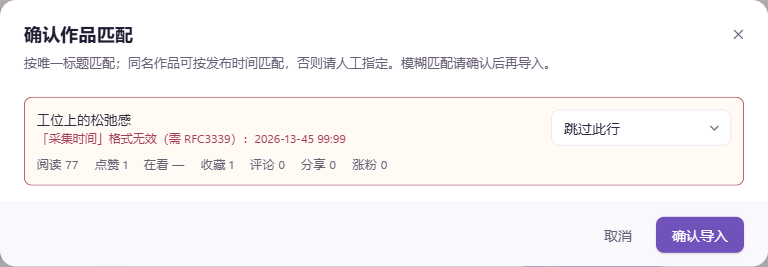 确认作品匹配
按唯一标题匹配；同名作品可按发布时间匹配，否则请人工指定。模糊匹配请确认后再导入。
工位上的松弛感
「采集时间」格式无效（需 RFC3339）：2026-13-45 99:99
跳过此行
阅读 77 点赞 1 在看 — 收藏 1 评论 0 分享 0 涨粉 0
取消 确认导入